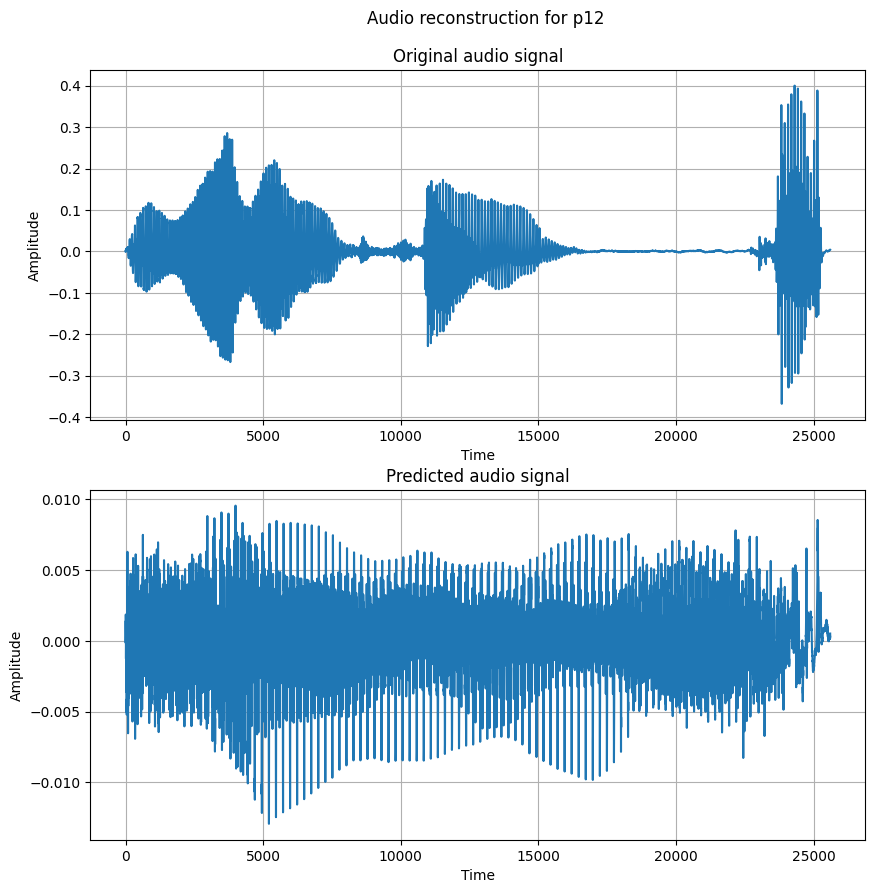 Audio reconstruction for p12
Original audio signal
0.4
0.3
0.2
0.1
0.0
−0.1
−0.2
−0.3
−0.4
Amplitude
0 5000 10000 15000 20000 25000
Time
Predicted audio signal
0.010
0.005
0.000
−0.005
−0.010
Amplitude
0 5000 10000 15000 20000 25000
Time